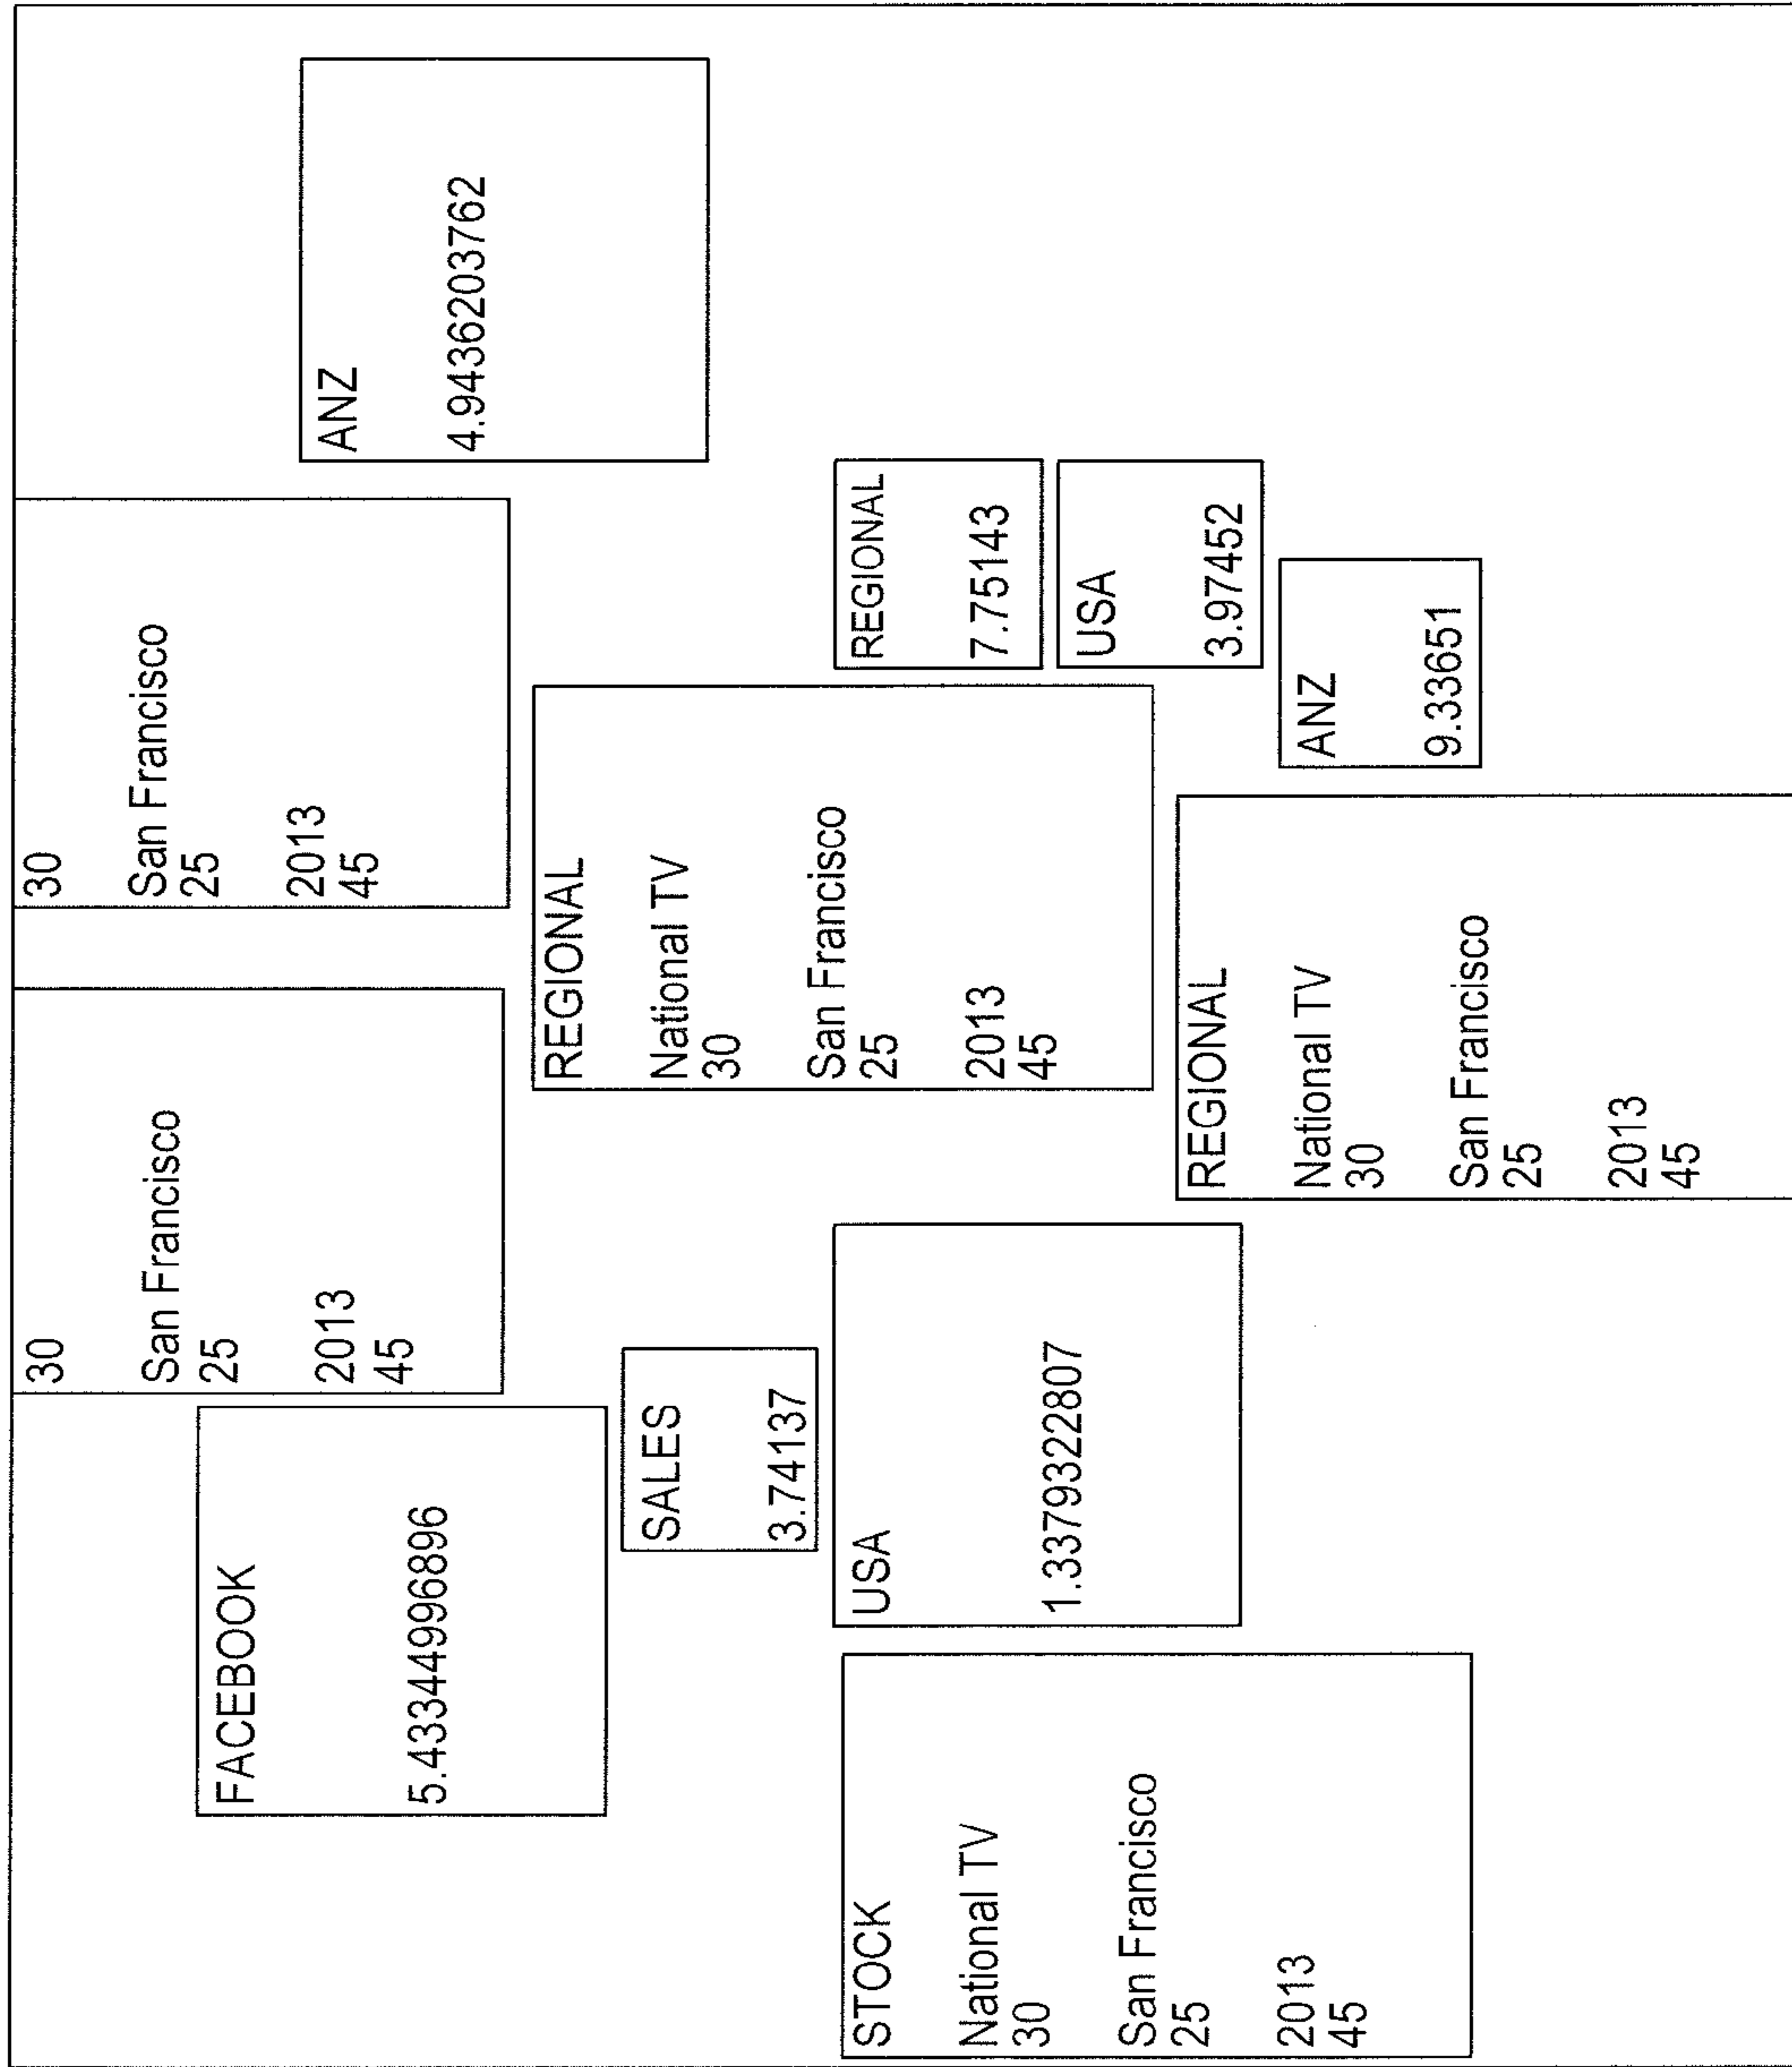 30
San Francisco
25
2013
45
30
San Francisco
25
2013
45
FACEBOOK
5.4334496896
ANZ
4.9436203762
REGIONAL
National TV
30
San Francisco
25
2013
45
SALES
3.74137
USA
1.3379322807
REGIONAL
7.75143
STOCK
National TV
30
San Francisco
25
2013
45
USA
3.97452
REGIONAL
National TV
30
San Francisco
25
2013
45
ANZ
9.33651